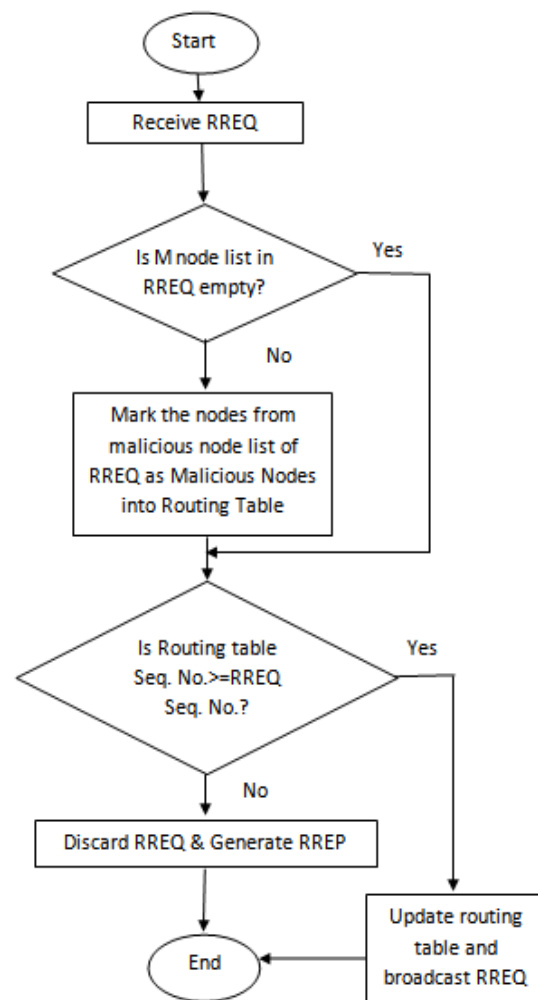 Start
Receive RREQ
Is M node list in
RREQ empty?
Yes
No
Mark the nodes from
malicious node list of
RREQ as Malicious Nodes
into Routing Table
Is Routing table
Seq. No.>=RREQ
Seq. No.?
Yes
No
Discard RREQ & Generate RREP
Update routing
table and
broadcast RREQ
End